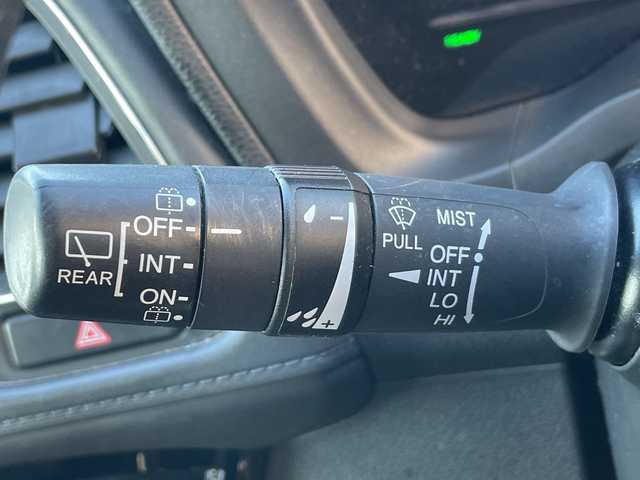 REAR
OFF
INT
ON
−
+
PULL
MIST
OFF
INT
LO
HI